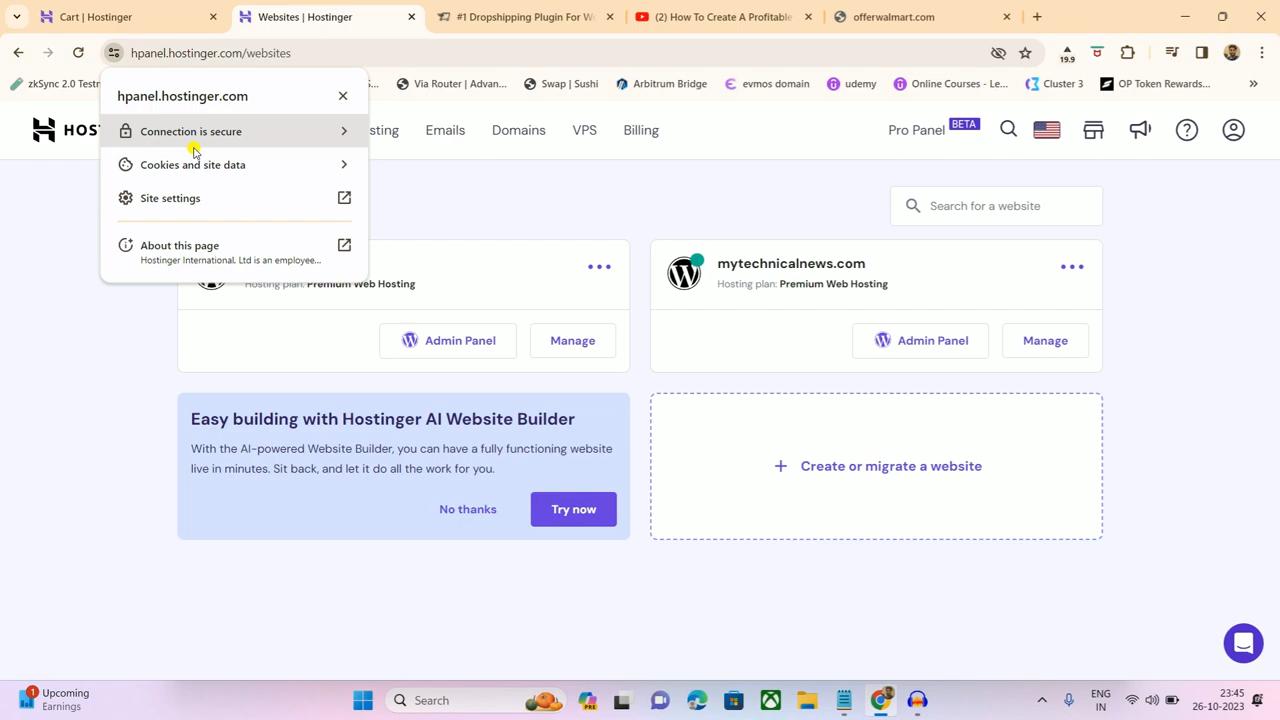 Cart | Hostinger
Websites | Hostinger
#1 Dropshipping Plugin For W
(2) How To Create A Profitable
offerwalmart.com
hpanel.hostinger.com/websites
19.9
zkSync 2.0 Testn
Via Router | Advan...
Swap | Sushi
Arbitrum Bridge
evmos domain
udemy
Online Courses - Le...
Cluster 3
OP Token Rewards...
hpanel.hostinger.com
Connection is secure
Cookies and site data
Site settings
About this page
Hostinger International. Ltd is an employee...
HOS
sting
Emails
Domains
VPS
Billing
Pro Panel
BETA
Search for a website
Hosting plan: Premium Web Hosting
Admin Panel
Manage
mytechnicalnews.com
Hosting plan: Premium Web Hosting
Admin Panel
Manage
Easy building with Hostinger AI Website Builder
With the AI-powered Website Builder, you can have a fully functioning website
live in minutes. Sit back, and let it do all the work for you.
No thanks
Try now
+ Create or migrate a website
1
Upcoming
Earnings
Search
PRE
ENG
IN
23:45
26-10-2023